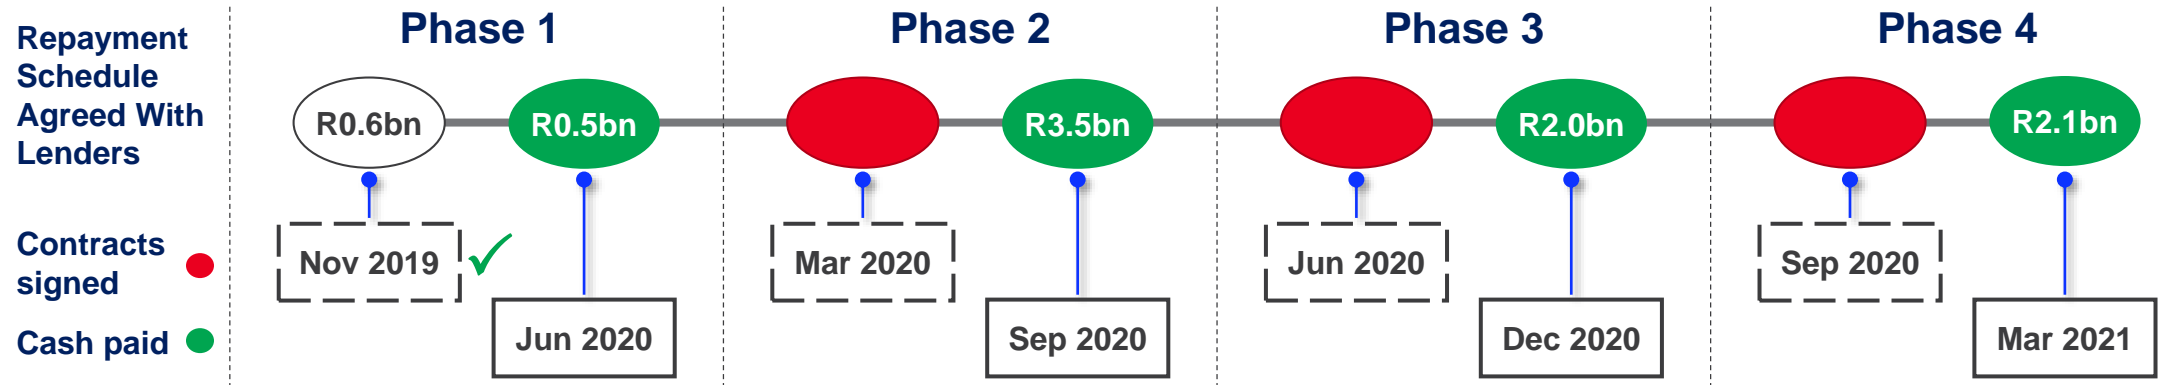 Repayment
Schedule
Agreed With
Lenders
Contracts
signed
Cash paid
Phase 1
R0.6bn
R0.5bn
Nov 2019
Jun 2020
Phase 2
R3.5bn
Mar 2020
Sep 2020
Phase 3
R2.0bn
Jun 2020
Dec 2020
Phase 4
R2.1bn
Sep 2020
Mar 2021